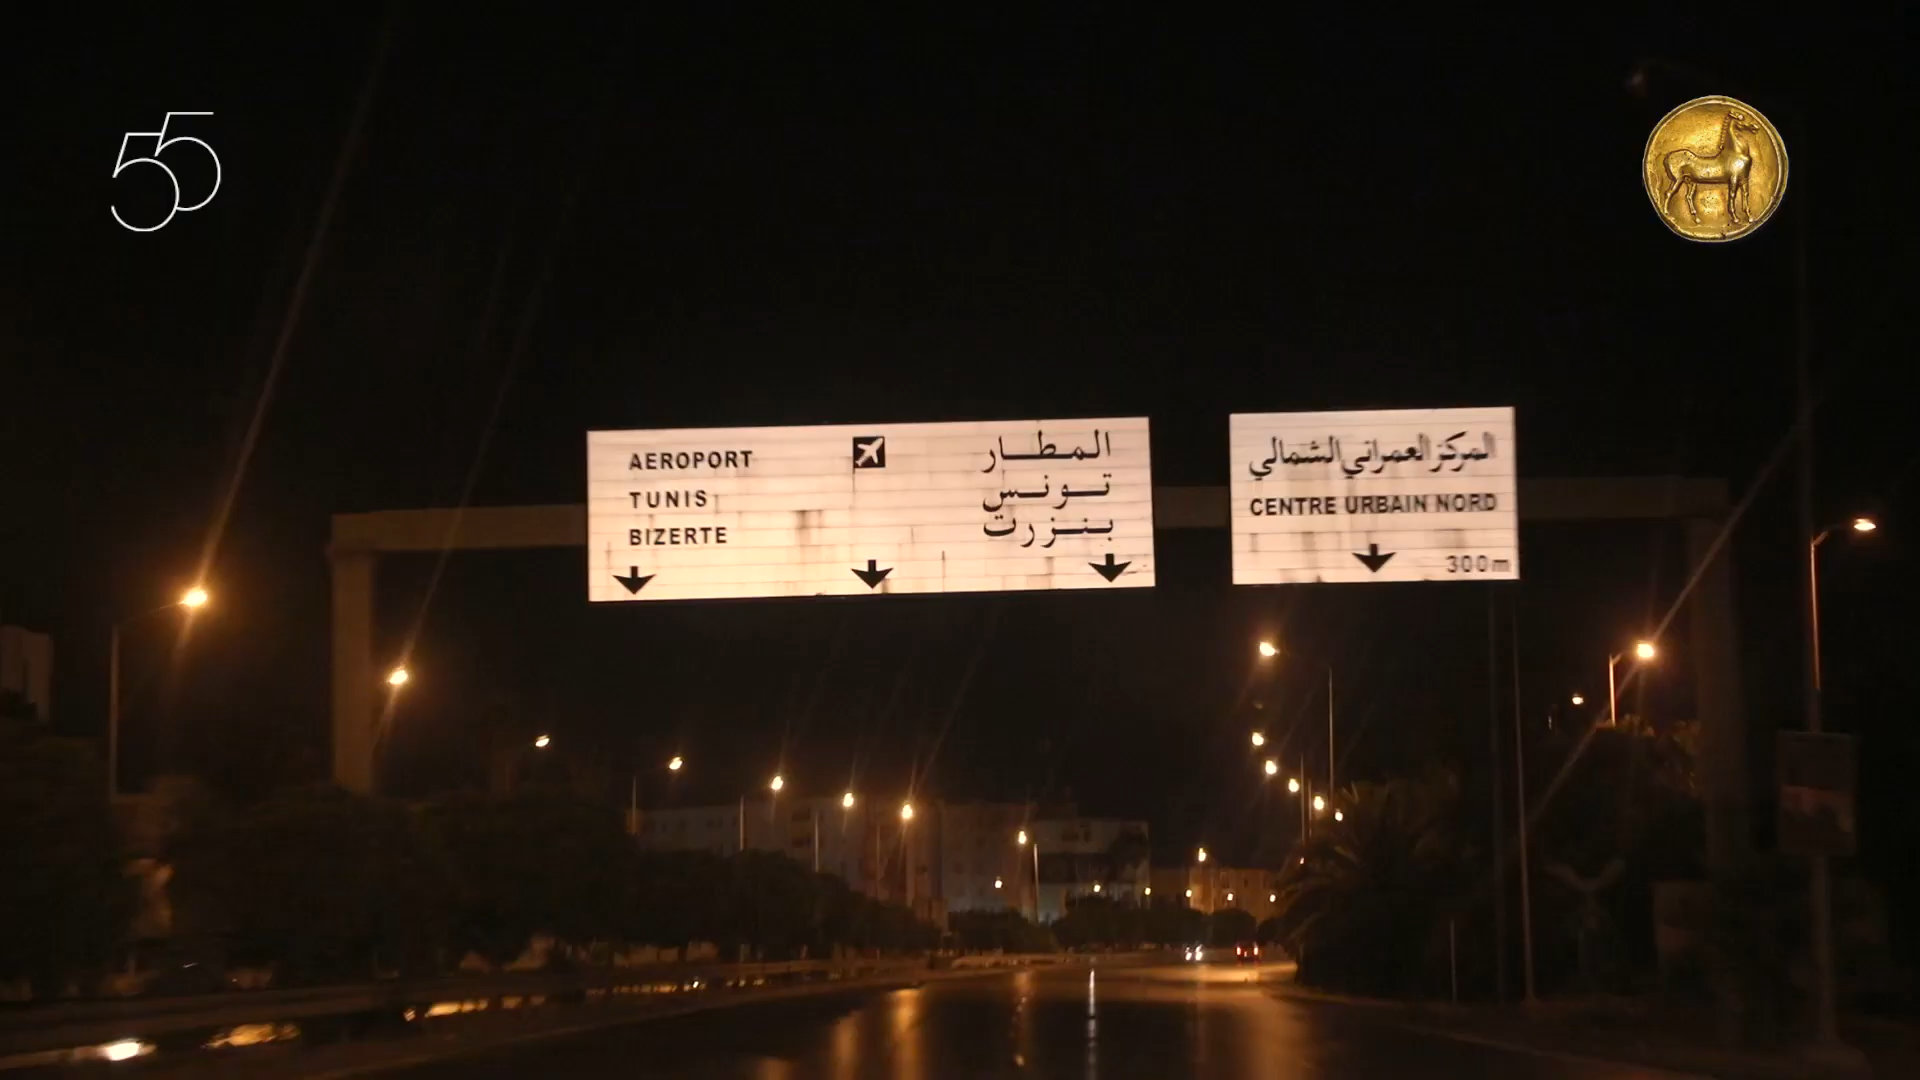 55
AEROPORT
TUNIS
BIZERTE
المطار
تونس
بنزرت
المركز العمراني الشمالي
CENTRE URBAIN NORD
300m